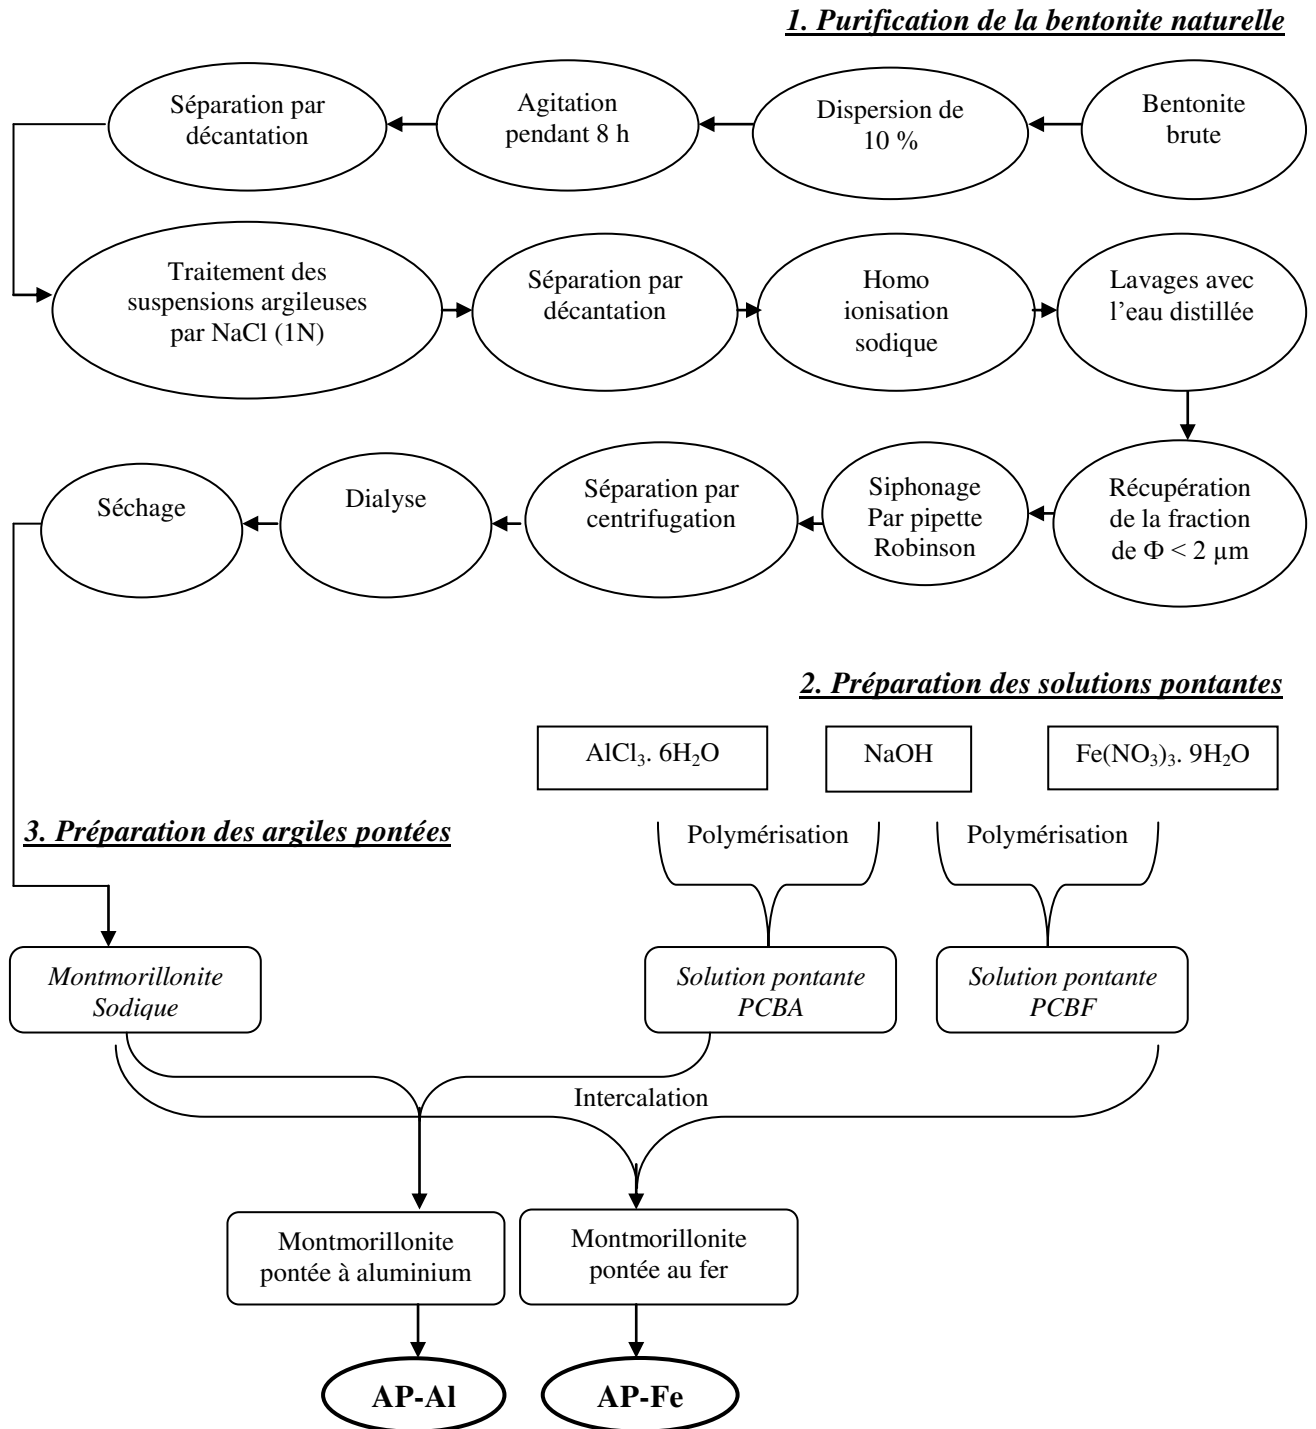 1. Purification de la bentonite naturelle
Bentonite
brute
Dispersion de
10 %
Agitation
pendant 8 h
Séparation par
décantation
Traitement des
suspensions argileuses
par NaCl (1N)
Séparation par
décantation
Homo
ionisation
sodique
Lavages avec
l’eau distillée
Récupération
de la fraction
de Φ < 2 µm
Siphonage
Par pipette
Robinson
Séparation par
centrifugation
Dialyse
Séchage
2. Préparation des solutions pontantes
AlCl₃. 6H₂O
NaOH
Fe(NO₃)₃. 9H₂O
Polymérisation
Polymérisation
3. Préparation des argiles pontées
Montmorillonite
Sodique
Solution pontante
PCBA
Solution pontante
PCBF
Intercalation
Montmorillonite
pontée à aluminium
Montmorillonite
pontée au fer
AP-Al
AP-Fe